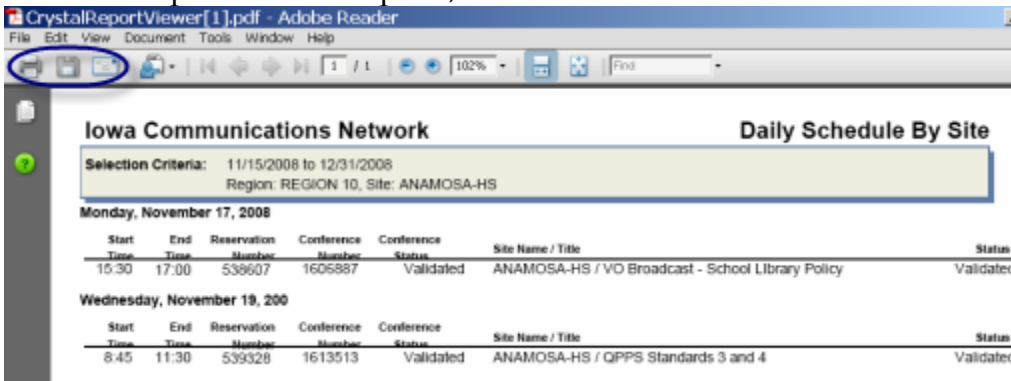 CrystalReportViewer[1].pdf - Adobe Reader
File Edit View Document Tools Window Help
1 / 1 102% Find
Iowa Communications Network Daily Schedule By Site
Selection Criteria: 11/15/2008 to 12/31/2008
Region: REGION 10, Site: ANAMOSA-HS
Monday, November 17, 2008
Start End Reservation Conference Conference
Time Time Number Number Status Site Name / Title Status
15:30 17:00 538607 1606887 Validated ANAMOSA-HS / VO Broadcast - School Library Policy Validated
Wednesday, November 19, 200
Start End Reservation Conference Conference
Time Time Number Number Status Site Name / Title Status
8:45 11:30 539328 1613513 Validated ANAMOSA-HS / QPPS Standards 3 and 4 Validated